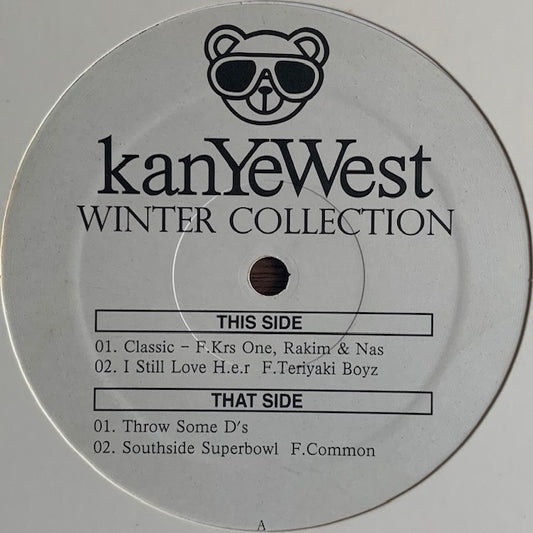 kanYeWest
WINTER COLLECTION
THIS SIDE
01. Classic - F.Krs One, Rakim & Nas
02. I Still Love H.e.r F.Teriyaki Boyz
THAT SIDE
01. Throw Some D's
02. Southside Superbowl F.Common
A